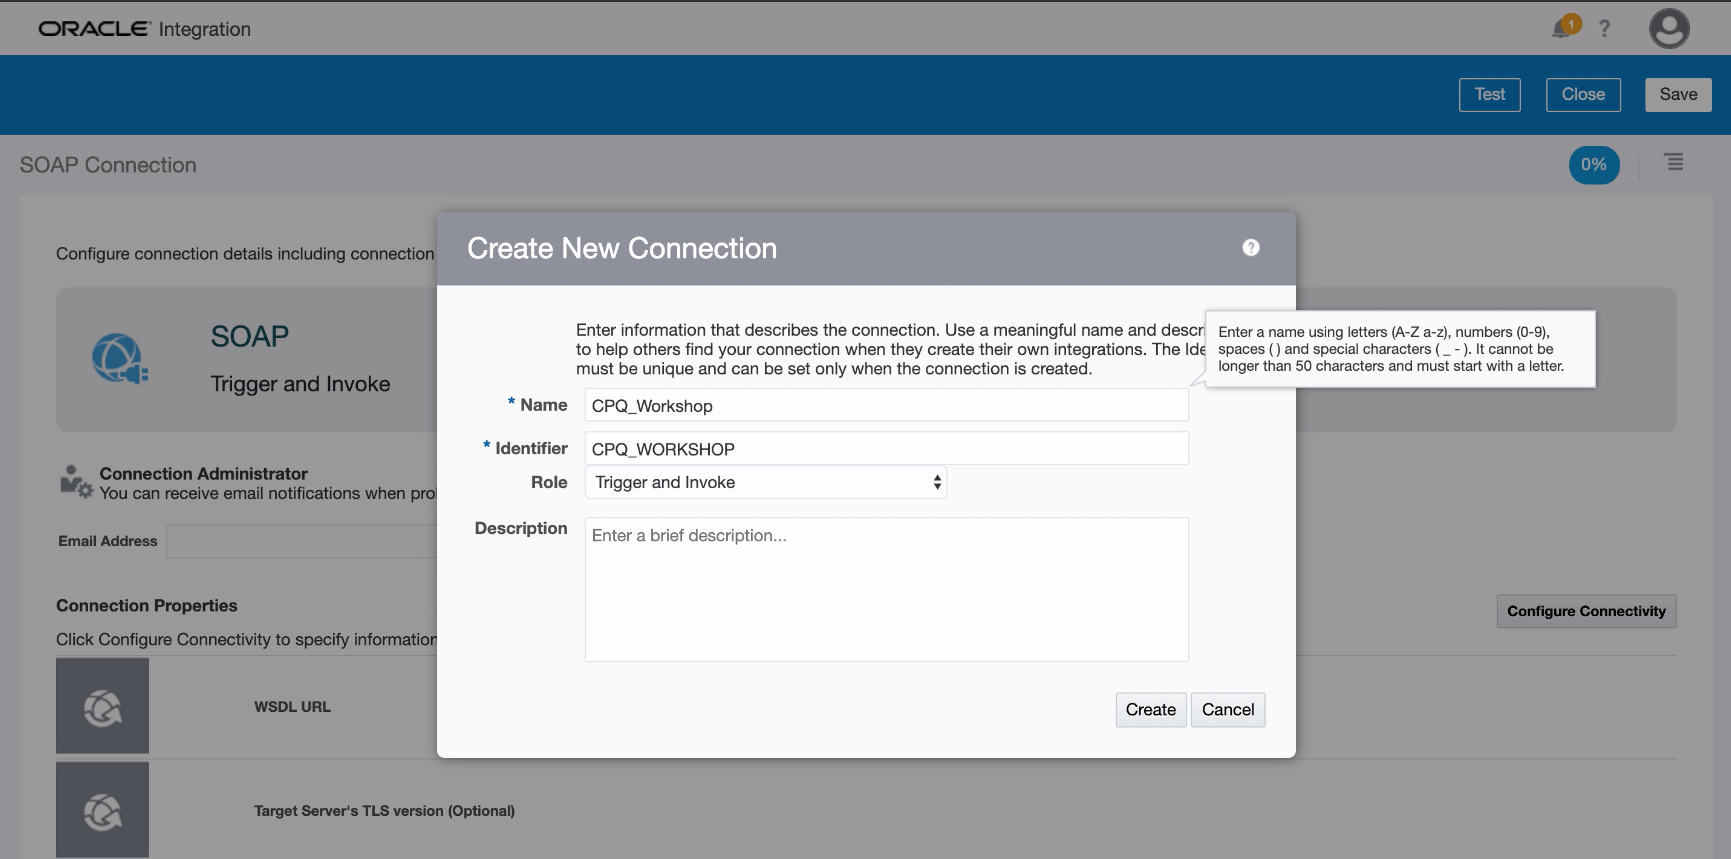 ORACLE Integration
1
?
Test
Close
Save
SOAP Connection
0%
Configure connection details including connection
SOAP
Trigger and Invoke
Connection Administrator
You can receive email notifications when pro
Email Address
Connection Properties
Click Configure Connectivity to specify information
Configure Connectivity
WSDL URL
Target Server's TLS version (Optional)
Create New Connection
?
Enter information that describes the connection. Use a meaningful name and descr
to help others find your connection when they create their own integrations. The Ide
must be unique and can be set only when the connection is created.
Enter a name using letters (A-Z a-z), numbers (0-9),
spaces ( ) and special characters ( _ - ). It cannot be
longer than 50 characters and must start with a letter.
* Name CPQ_Workshop
* Identifier CPQ_WORKSHOP
Role Trigger and Invoke
Description Enter a brief description...
Create Cancel